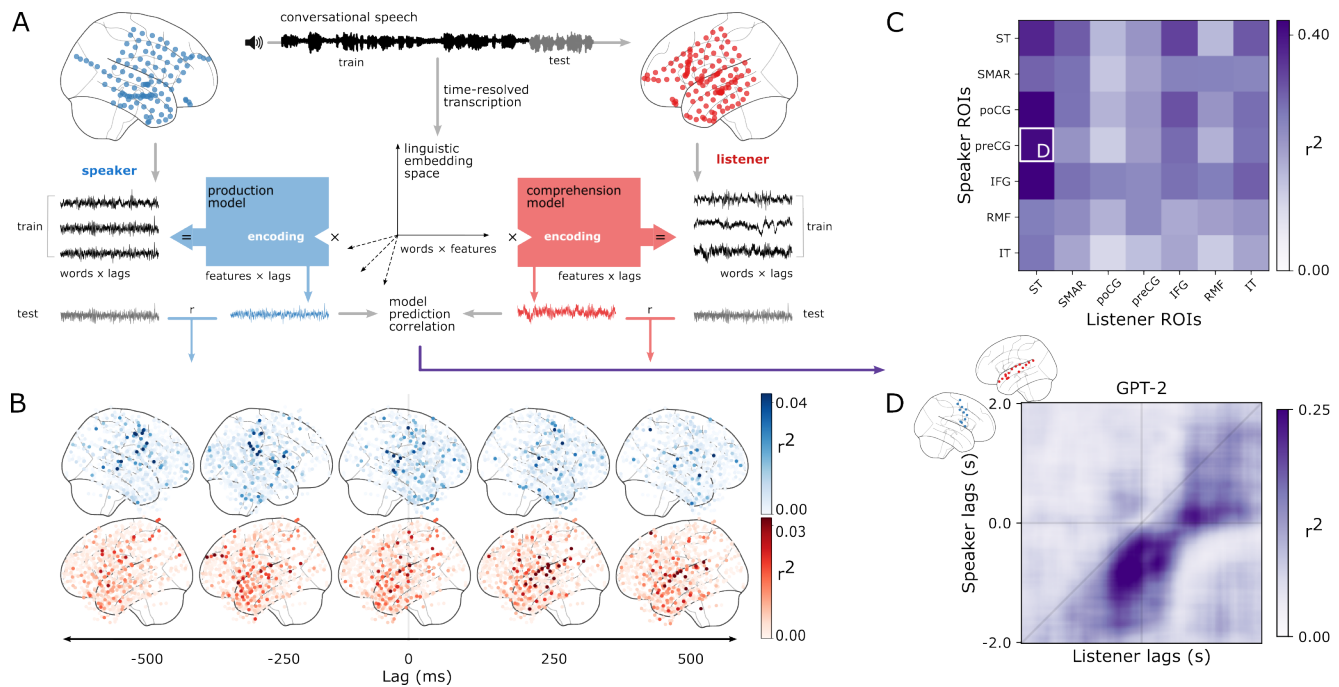 A
conversational speech
train
test
time-resolved
transcription
speaker
listener
linguistic
embedding
space
production
model
comprehension
model
train
=
encoding
×
words × features
×
encoding
=
train
words x lags
features × lags
features × lags
words × lags
test
r
model
prediction
correlation
r
test
B
0.04
r2
0.00
0.03
r2
0.00
-500
-250
0
250
500
Lag (ms)
C
Speaker ROIs
ST
SMAR
poCG
preCG
IFG
RMF
IT
D
ST
SMAR
poCG
preCG
IFG
RMF
IT
Listener ROIs
0.40
r2
0.00
D
GPT-2
2.0
Speaker lags (s)
0.0
-2.0
Listener lags (s)
0.25
r2
0.00